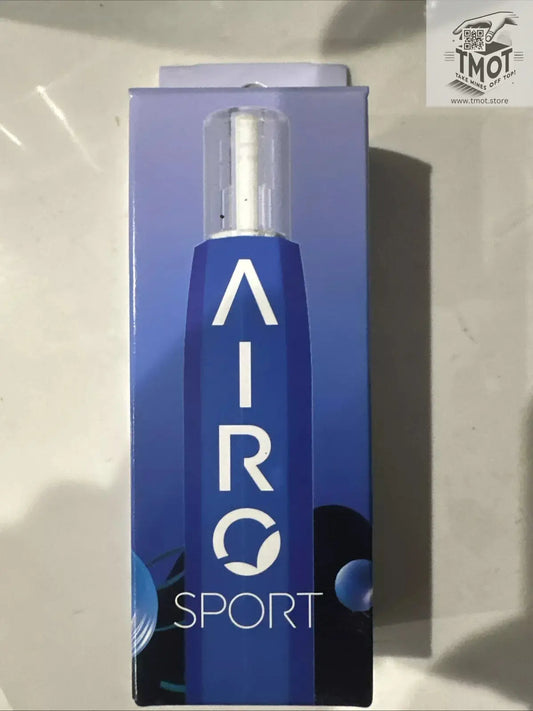 TMOT
TAKE MINES OFF TOP!
www.tmot.store
AIRO
SPORT